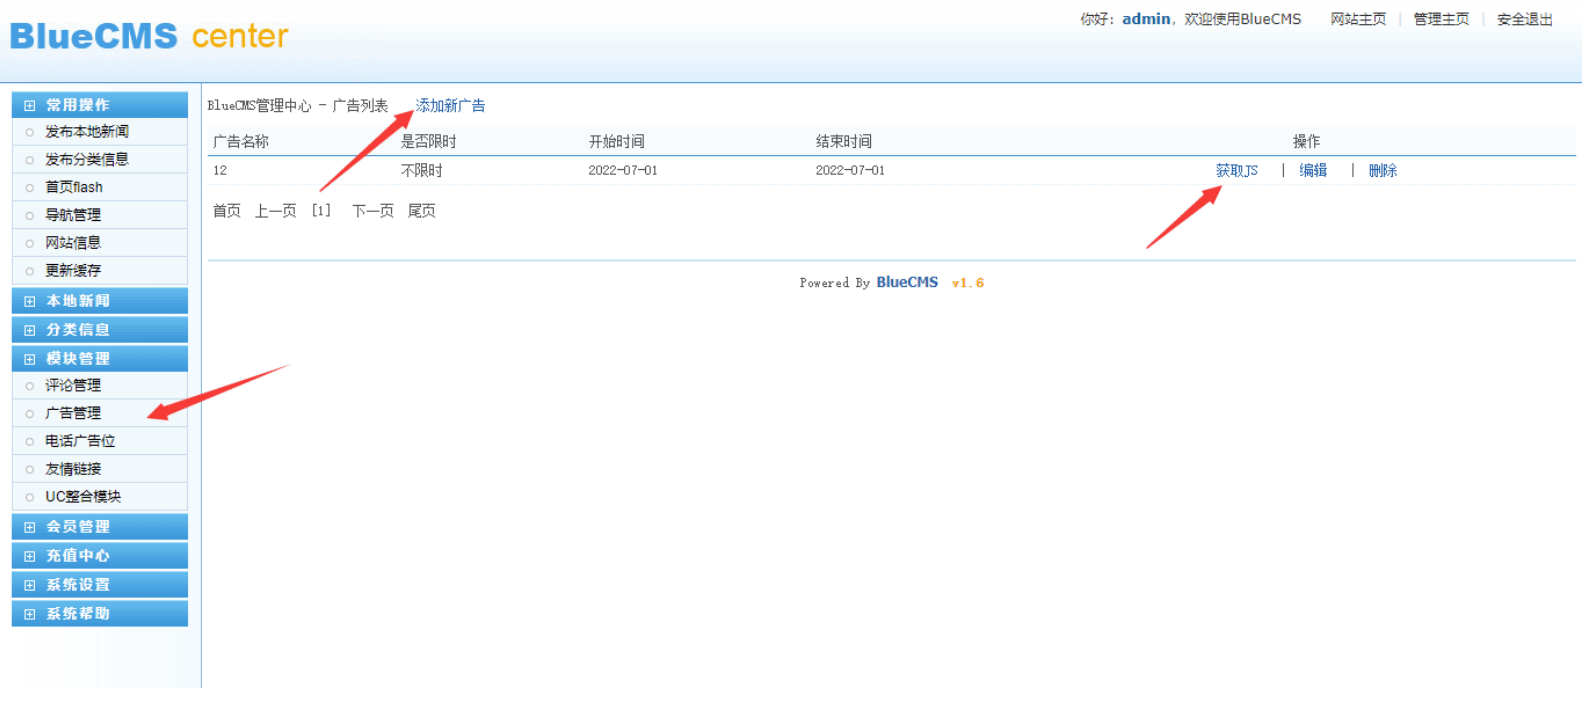 BlueCMS center
你好：admin，欢迎使用BlueCMS 网站主页 | 管理主页 | 安全退出
常用操作
发布本地新闻
发布分类信息
首页flash
导航管理
网站信息
更新缓存
本地新闻
分类信息
模块管理
评论管理
广告管理
电话广告位
友情链接
UC整合模块
会员管理
充值中心
系统设置
系统帮助
BlueCMS管理中心 - 广告列表 添加新广告
广告名称 是否限时 开始时间 结束时间 操作
12 不限时 2022-07-01 2022-07-01 获取JS | 编辑 | 删除
首页 上一页 [1] 下一页 尾页
Powered By BlueCMS v1.6